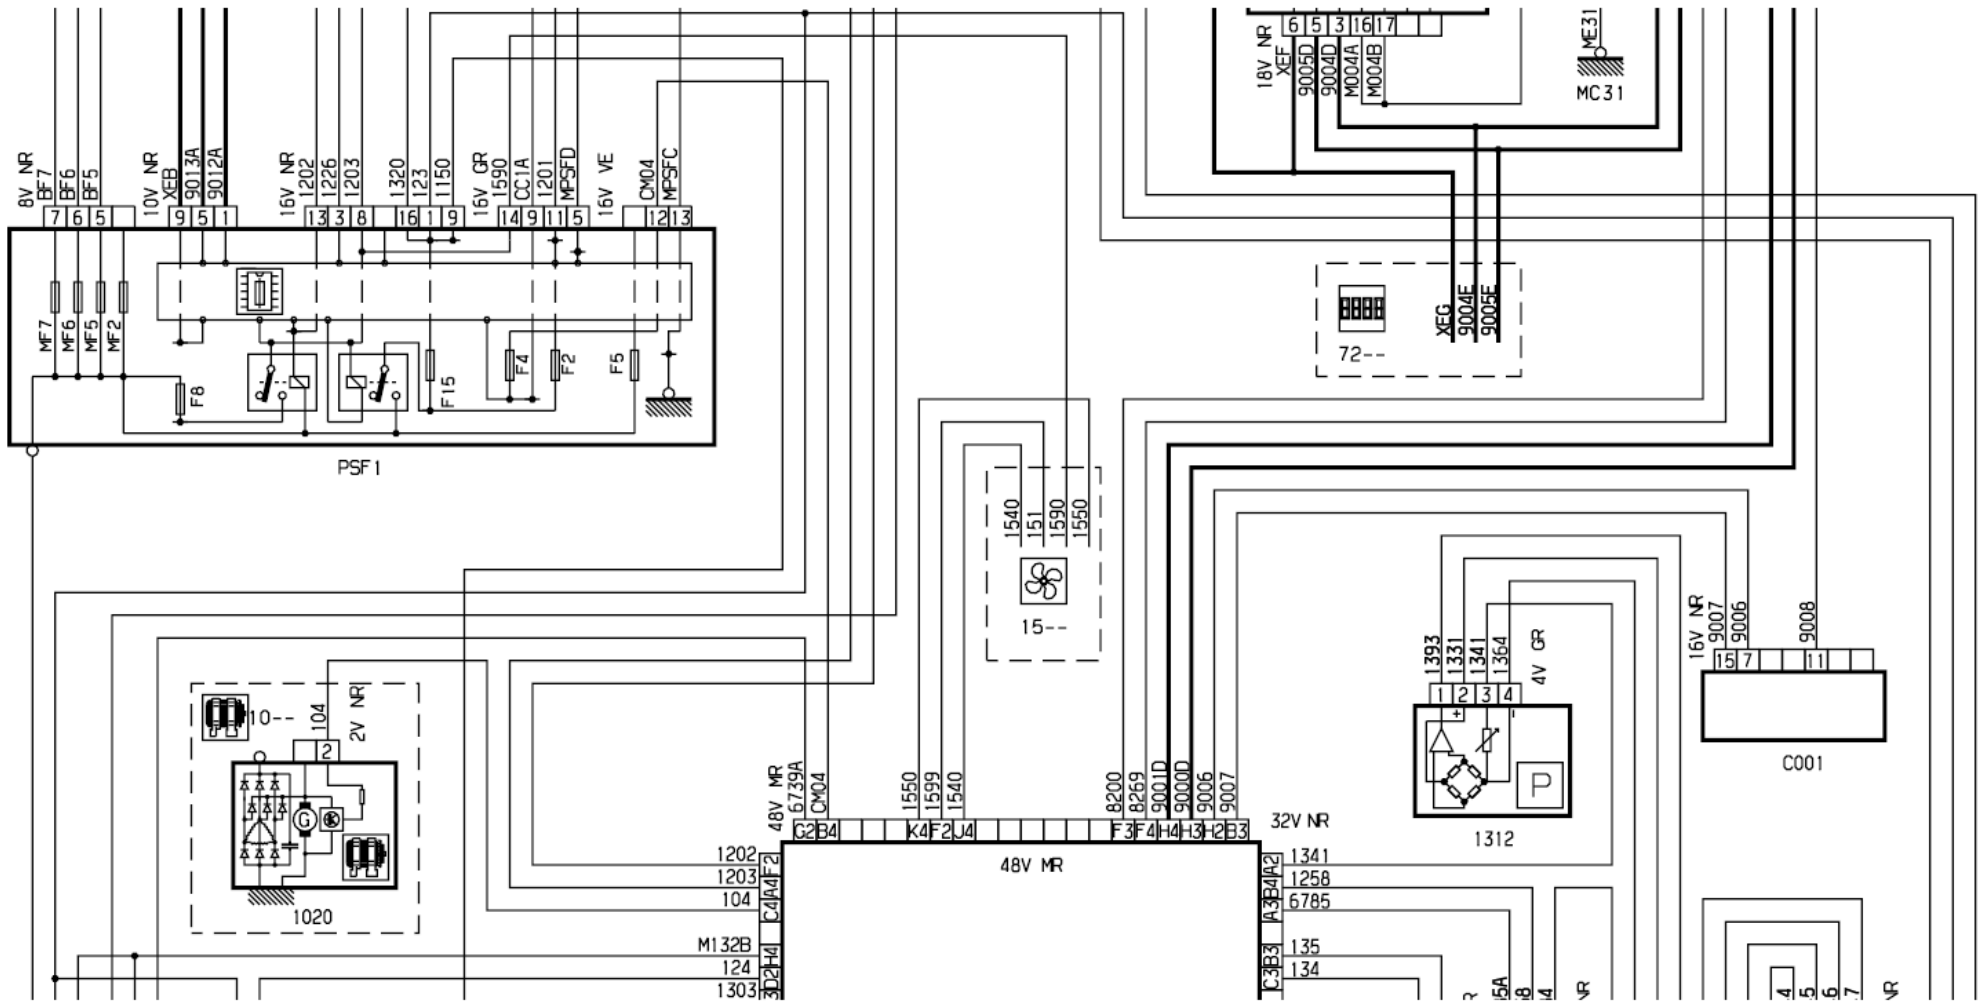 8V NR
BF7
BF6
BF5
10V NR
XEB
9013A
9012A
16V NR
1202
1226
1203
1320
123
1150
16V GR
1590
CC1A
1201
MPSFD
16V VE
CM04
MPSFC
7 6 5
9 5 1
13 3 8 16 1 9
14 9 11 5
12 13
MF7
MF6
MF5
MF2
F8
F15
F4
F2
F5
PSF1
18V NR
6 5 3 16 17
XEF
9005D
9004D
M004A
M004B
ME31
MC31
XEG
9004E
9005E
72--
1540
151
1590
1550
15--
10--
104
2V NR
2
G
1020
1393
1331
1341
1364
4V GR
1 2 3 4
+ -
P
1312
16V NR
9007
9006
9008
15 7 11
C001
48V MR
6739A
CM04
1550
1599
1540
8200
8269
9001D
9000D
9006
9007
32V NR
G2 B4 K4 F2 J4 F3 F4 H4 H3 H2 B3
48V MR
1202 F2
1203 A4
104 C4
M132B H4
124 D2
1303
A2 1341
B4 1258
A3 6785
B3 135
C3 134